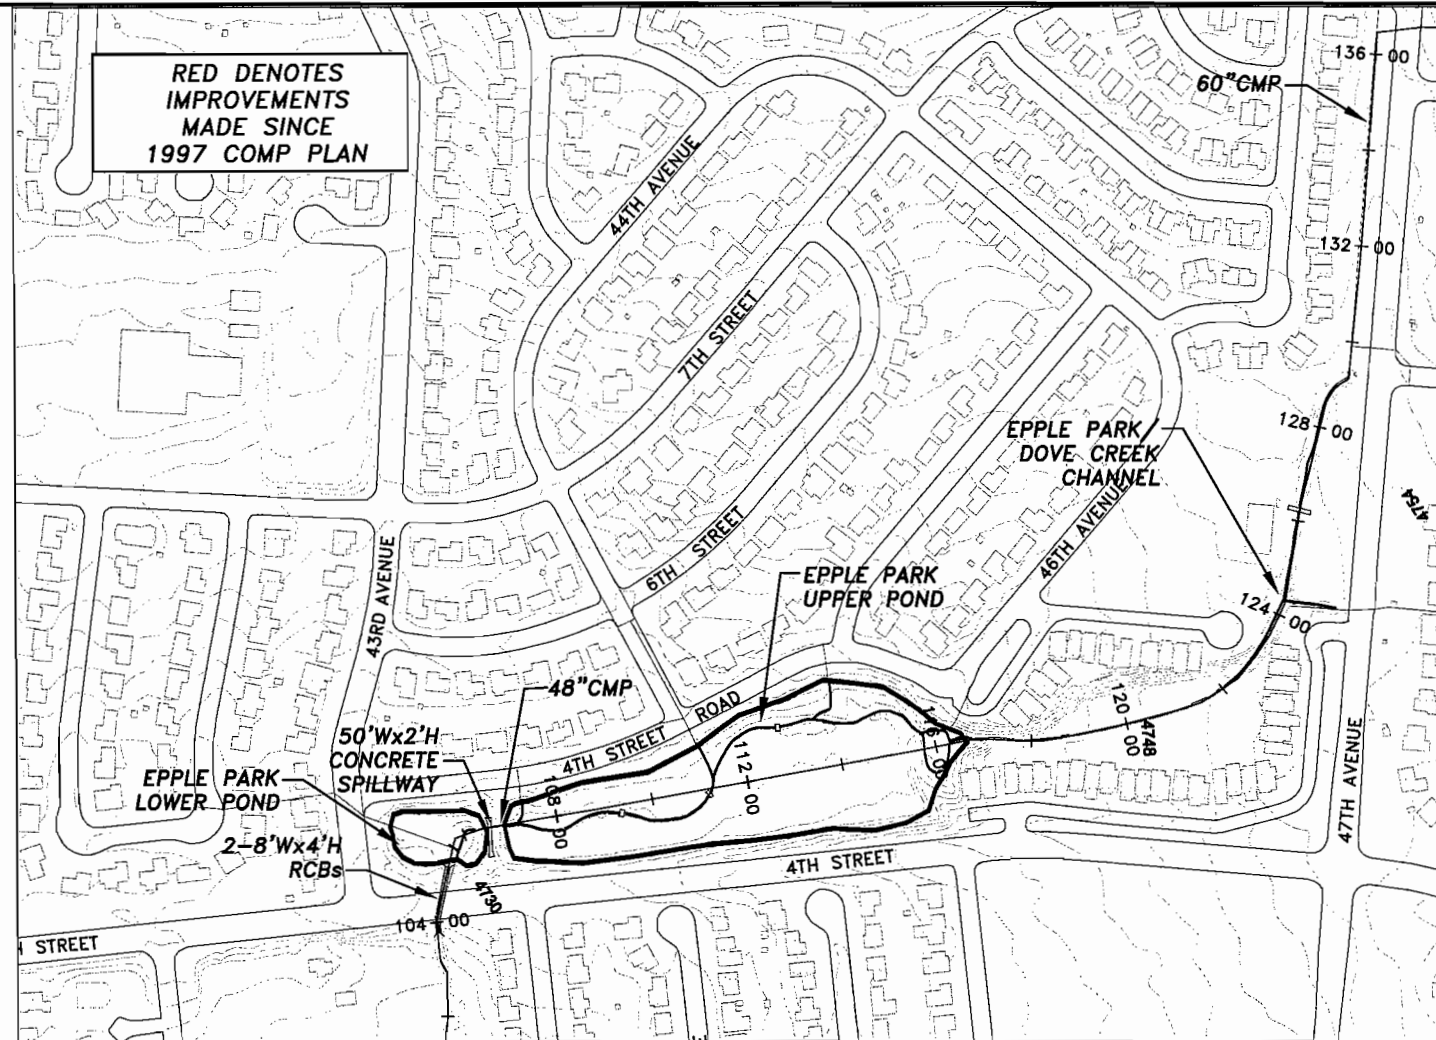 RED DENOTES
IMPROVEMENTS
MADE SINCE
1997 COMP PLAN
136+00
60"CMP
44TH AVENUE
132+00
7TH STREET
128+00
EPPLE PARK/
DOVE CREEK
CHANNEL
4754
46TH AVENUE
6TH STREET
43RD AVENUE
EPPLE PARK
UPPER POND
124+00
48"CMP
4TH STREET ROAD
120+00
4748
116+00
50'Wx2'H
CONCRETE
SPILLWAY
112+00
EPPLE PARK
LOWER POND
108+00
47TH AVENUE
2-8'Wx4'H
RCBs
4TH STREET
4730
104+00
H STREET